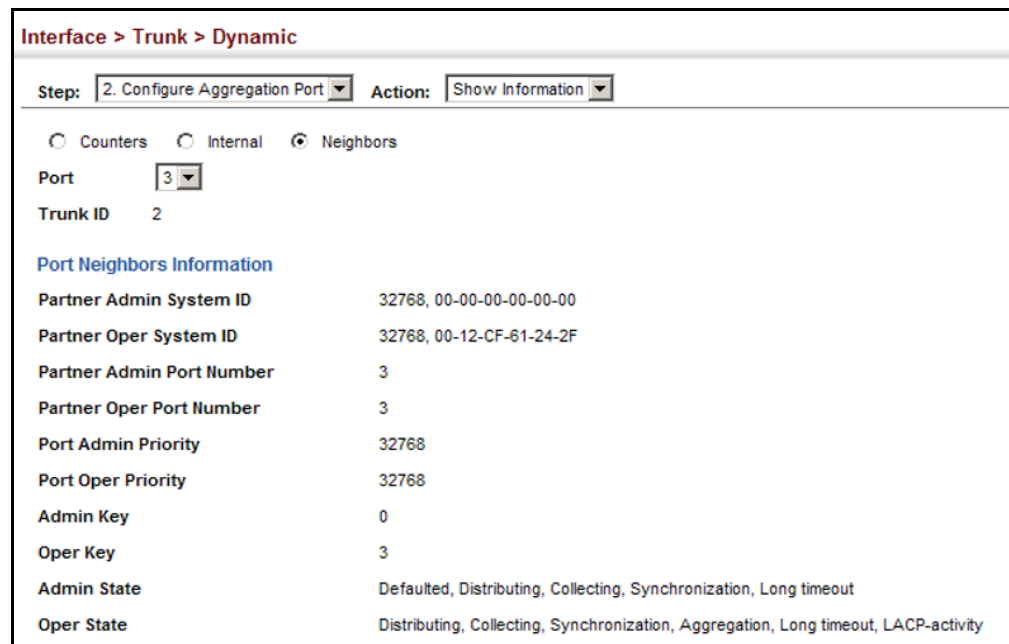 Interface > Trunk > Dynamic
Step: 2. Configure Aggregation Port Action: Show Information
Counters Internal Neighbors
Port 3
Trunk ID 2
Port Neighbors Information
Partner Admin System ID 32768, 00-00-00-00-00-00
Partner Oper System ID 32768, 00-12-CF-61-24-2F
Partner Admin Port Number 3
Partner Oper Port Number 3
Port Admin Priority 32768
Port Oper Priority 32768
Admin Key 0
Oper Key 3
Admin State Defaulted, Distributing, Collecting, Synchronization, Long timeout
Oper State Distributing, Collecting, Synchronization, Aggregation, Long timeout, LACP-activity